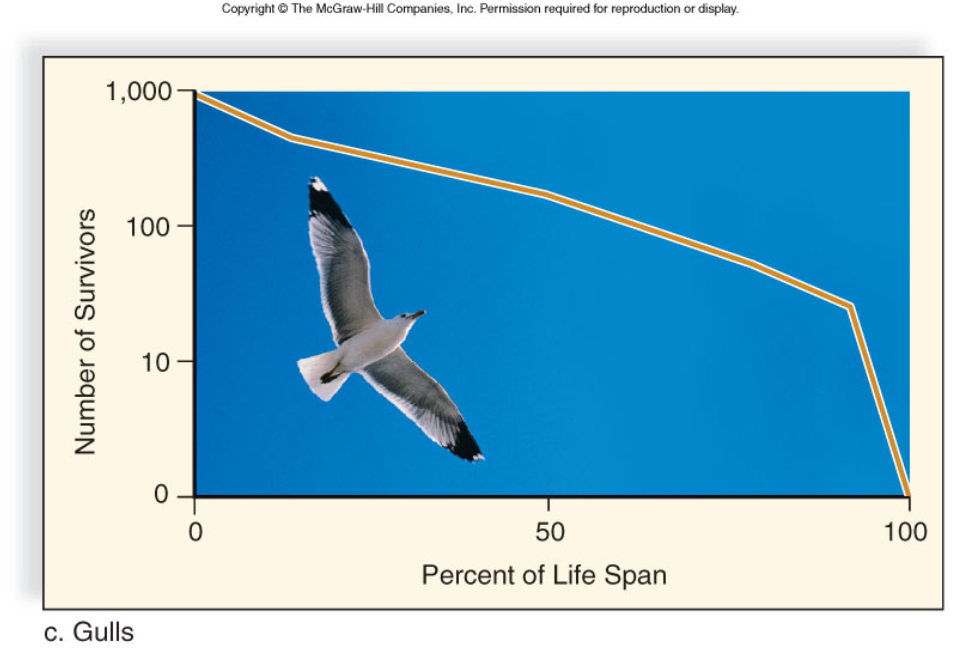 Copyright © The McGraw-Hill Companies, Inc. Permission required for reproduction or display.
1,000
100
10
0
Number of Survivors
0 50 100
Percent of Life Span
c. Gulls